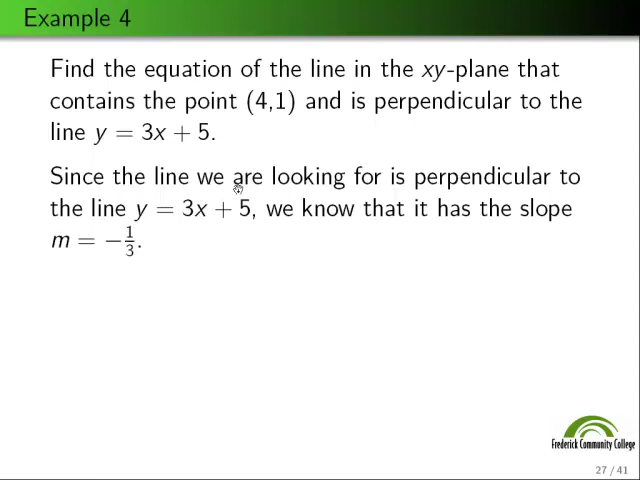 Example 4
Find the equation of the line in the xy-plane that
contains the point (4,1) and is perpendicular to the
line y = 3x + 5.
Since the line we are looking for is perpendicular to
the line y = 3x + 5, we know that it has the slope
m = −1/3.
Frederick Community College
27 / 41